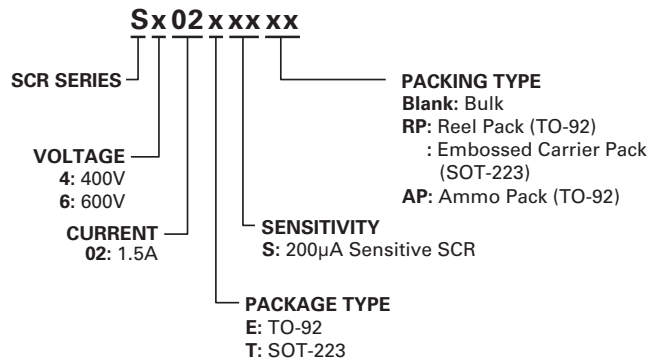 Sx02xxxxx
SCR SERIES
VOLTAGE
4: 400V
6: 600V
CURRENT
02: 1.5A
PACKAGE TYPE
E: TO-92
T: SOT-223
SENSITIVITY
S: 200µA Sensitive SCR
PACKING TYPE
Blank: Bulk
RP: Reel Pack (TO-92)
: Embossed Carrier Pack
(SOT-223)
AP: Ammo Pack (TO-92)